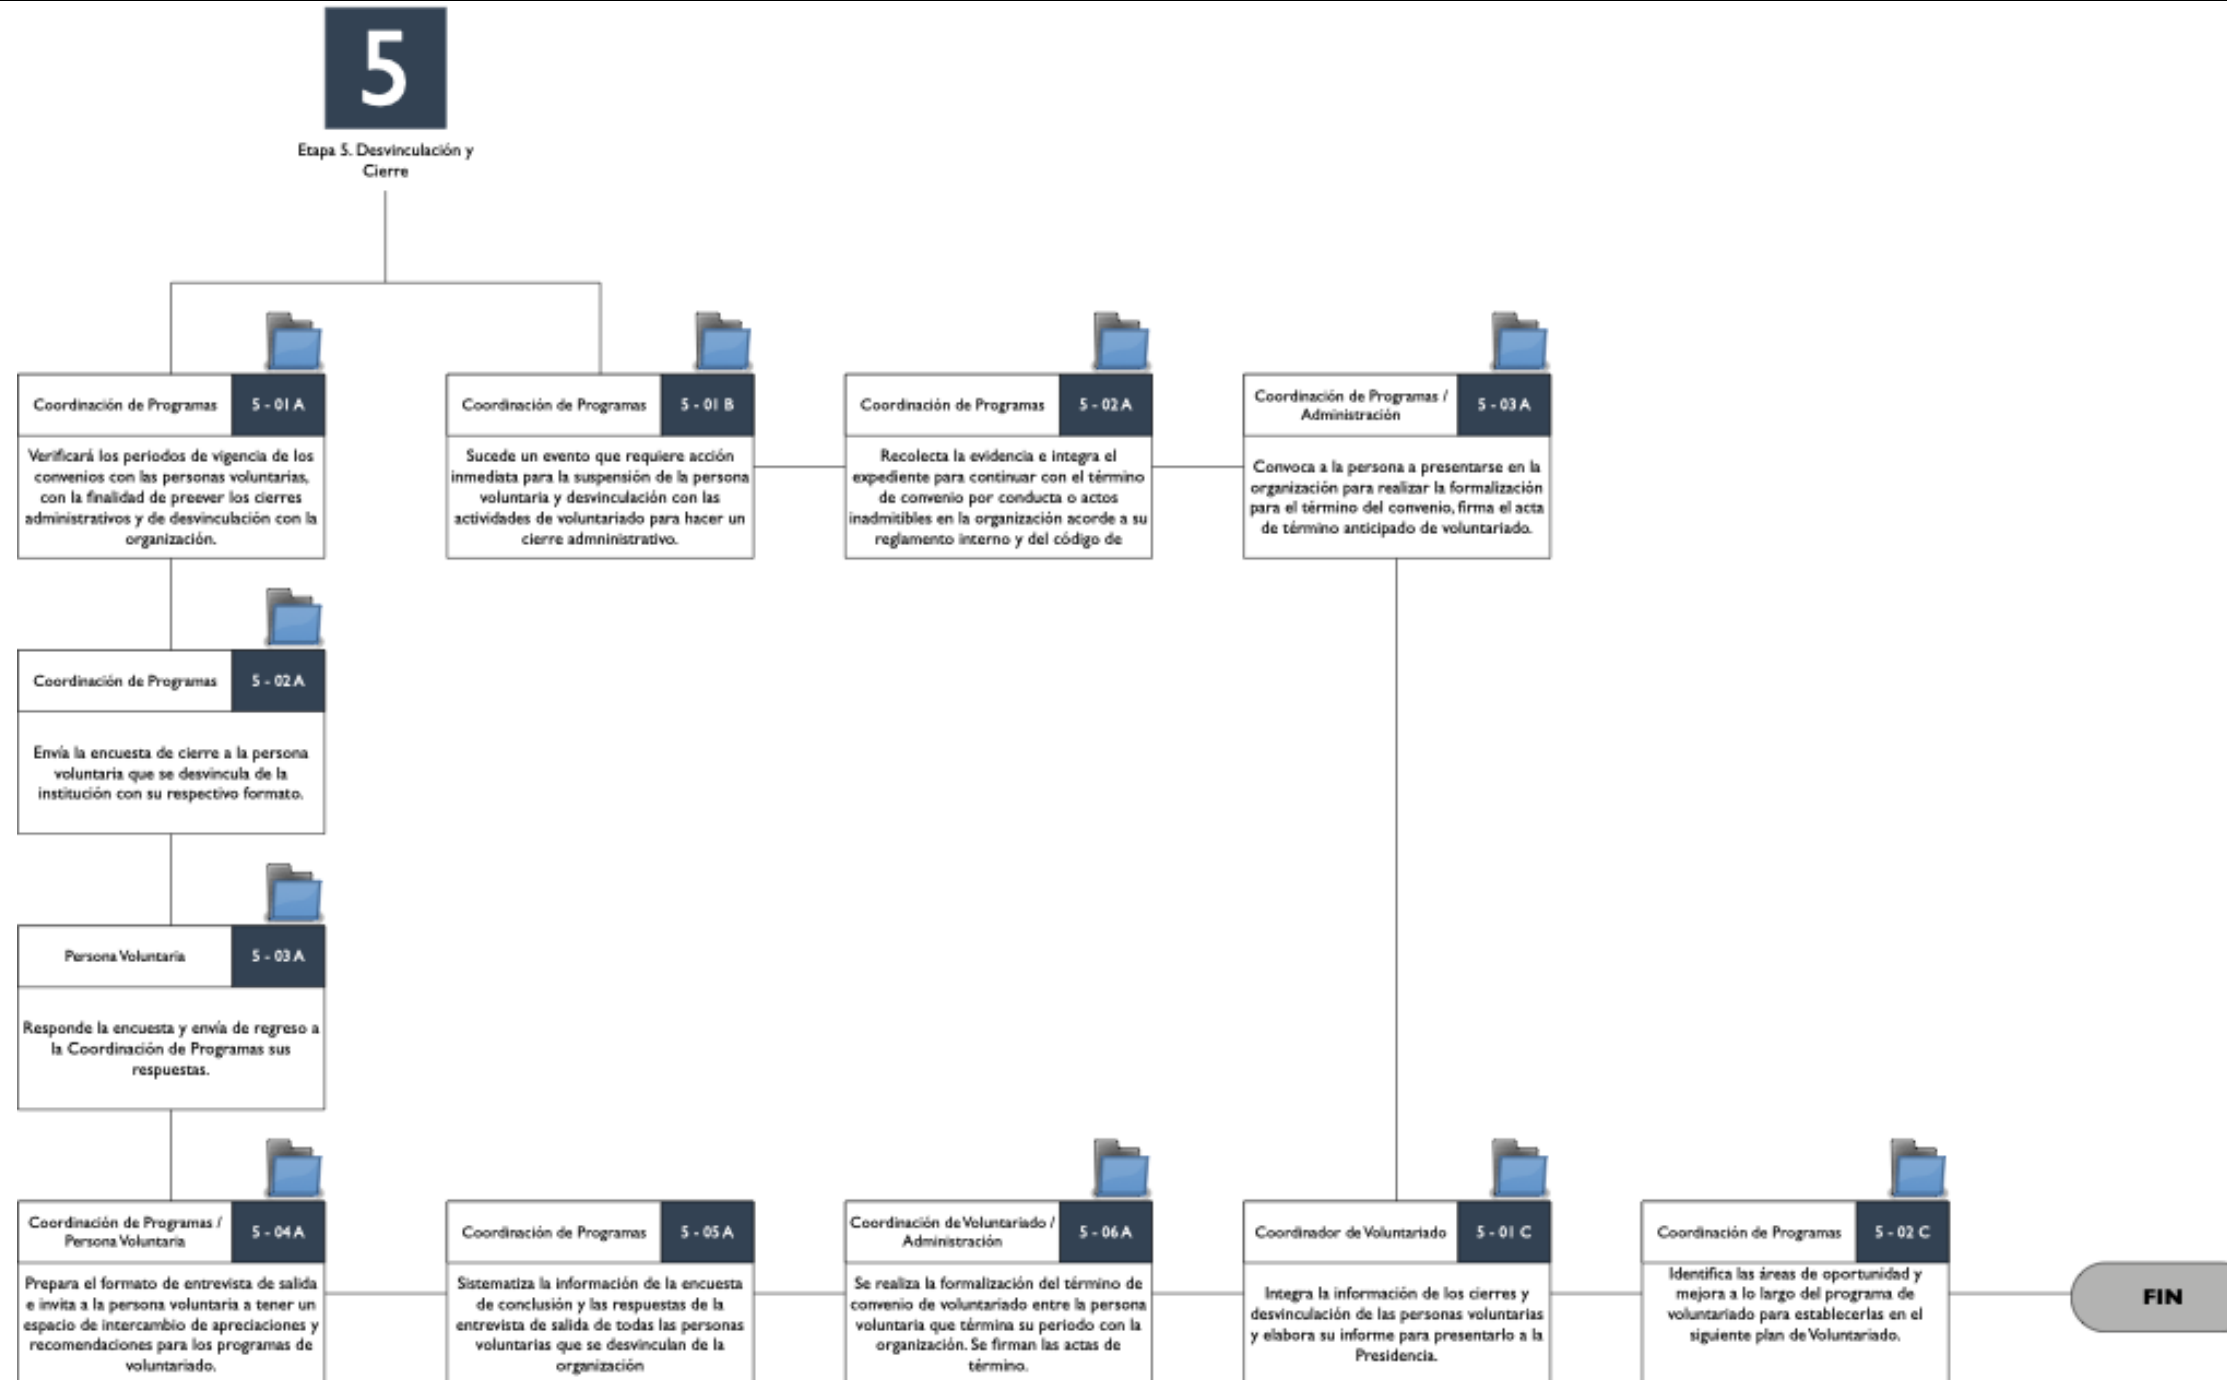 5
Etapa 5. Desvinculación y
Cierre
Coordinación de Programas
5 - 01 A
Verificará los periodos de vigencia de los
convenios con las personas voluntarias,
con la finalidad de preever los cierres
administrativos y de desvinculación con la
organización.
Coordinación de Programas
5 - 01 B
Sucede un evento que requiere acción
inmediata para la suspensión de la persona
voluntaria y desvinculación con las
actividades de voluntariado para hacer un
cierre admninistrativo.
Coordinación de Programas
5 - 02 A
Recolecta la evidencia e integra el
expediente para continuar con el término
de convenio por conducta o actos
inadmitibles en la organización acorde a su
reglamento interno y del código de
Coordinación de Programas /
Administración
5 - 03 A
Convoca a la persona a presentarse en la
organización para realizar la formalización
para el término del convenio, firma el acta
de término anticipado de voluntariado.
Coordinación de Programas
5 - 02 A
Envía la encuesta de cierre a la persona
voluntaria que se desvincula de la
institución con su respectivo formato.
Persona Voluntaria
5 - 03 A
Responde la encuesta y envía de regreso a
la Coordinación de Programas sus
respuestas.
Coordinación de Programas /
Persona Voluntaria
5 - 04 A
Prepara el formato de entrevista de salida
e invita a la persona voluntaria a tener un
espacio de intercambio de apreciaciones y
recomendaciones para los programas de
voluntariado.
Coordinación de Programas
5 - 05 A
Sistematiza la información de la encuesta
de conclusión y las respuestas de la
entrevista de salida de todas las personas
voluntarias que se desvinculan de la
organización
Coordinación de Voluntariado /
Administración
5 - 06 A
Se realiza la formalización del término de
convenio de voluntariado entre la persona
voluntaria que términa su periodo con la
organización. Se firman las actas de
término.
Coordinador de Voluntariado
5 - 01 C
Integra la información de los cierres y
desvinculación de las personas voluntarias
y elabora su informe para presentarlo a la
Presidencia.
Coordinación de Programas
5 - 02 C
Identifica las áreas de oportunidad y
mejora a lo largo del programa de
voluntariado para establecerlas en el
siguiente plan de Voluntariado.
FIN